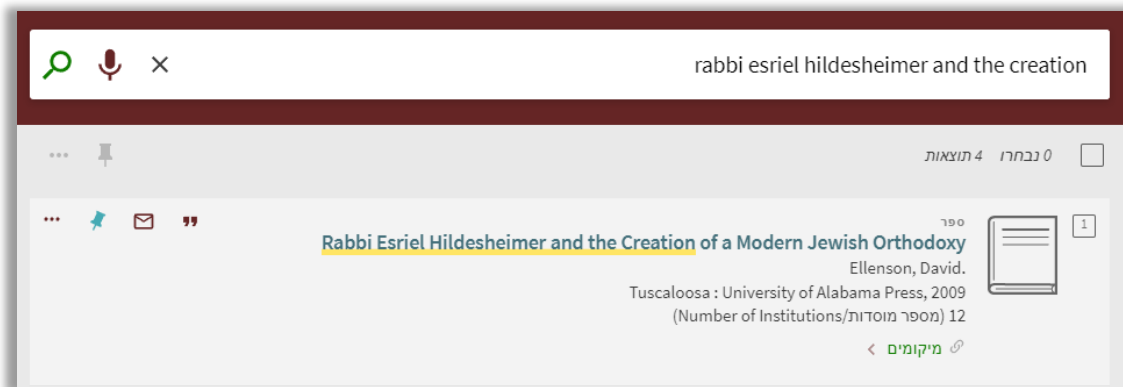 rabbi esriel hildesheimer and the creation
0 נבחרו 4 תוצאות
1
ספר
Rabbi Esriel Hildesheimer and the Creation of a Modern Jewish Orthodoxy
Ellenson, David.
Tuscaloosa : University of Alabama Press, 2009
12 (מספר מוסדות/Number of Institutions)
מיקומים